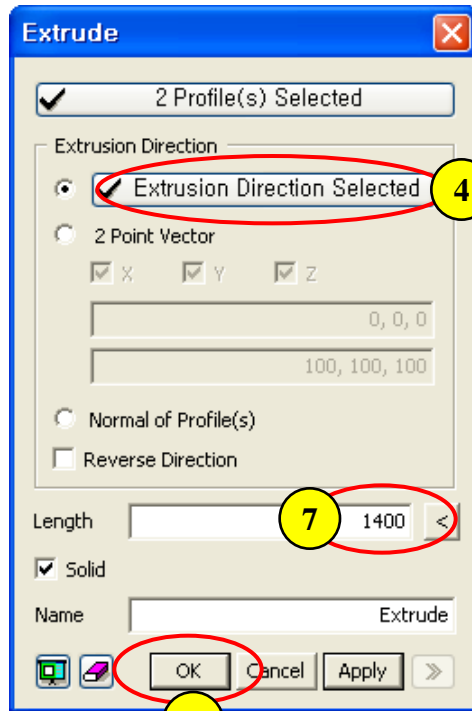 Extrude
2 Profile(s) Selected
Extrusion Direction
Extrusion Direction Selected 4
2 Point Vector
X Y Z
0, 0, 0
100, 100, 100
Normal of Profile(s)
Reverse Direction
Length 7 1400 <
Solid
Name Extrude
OK Cancel Apply